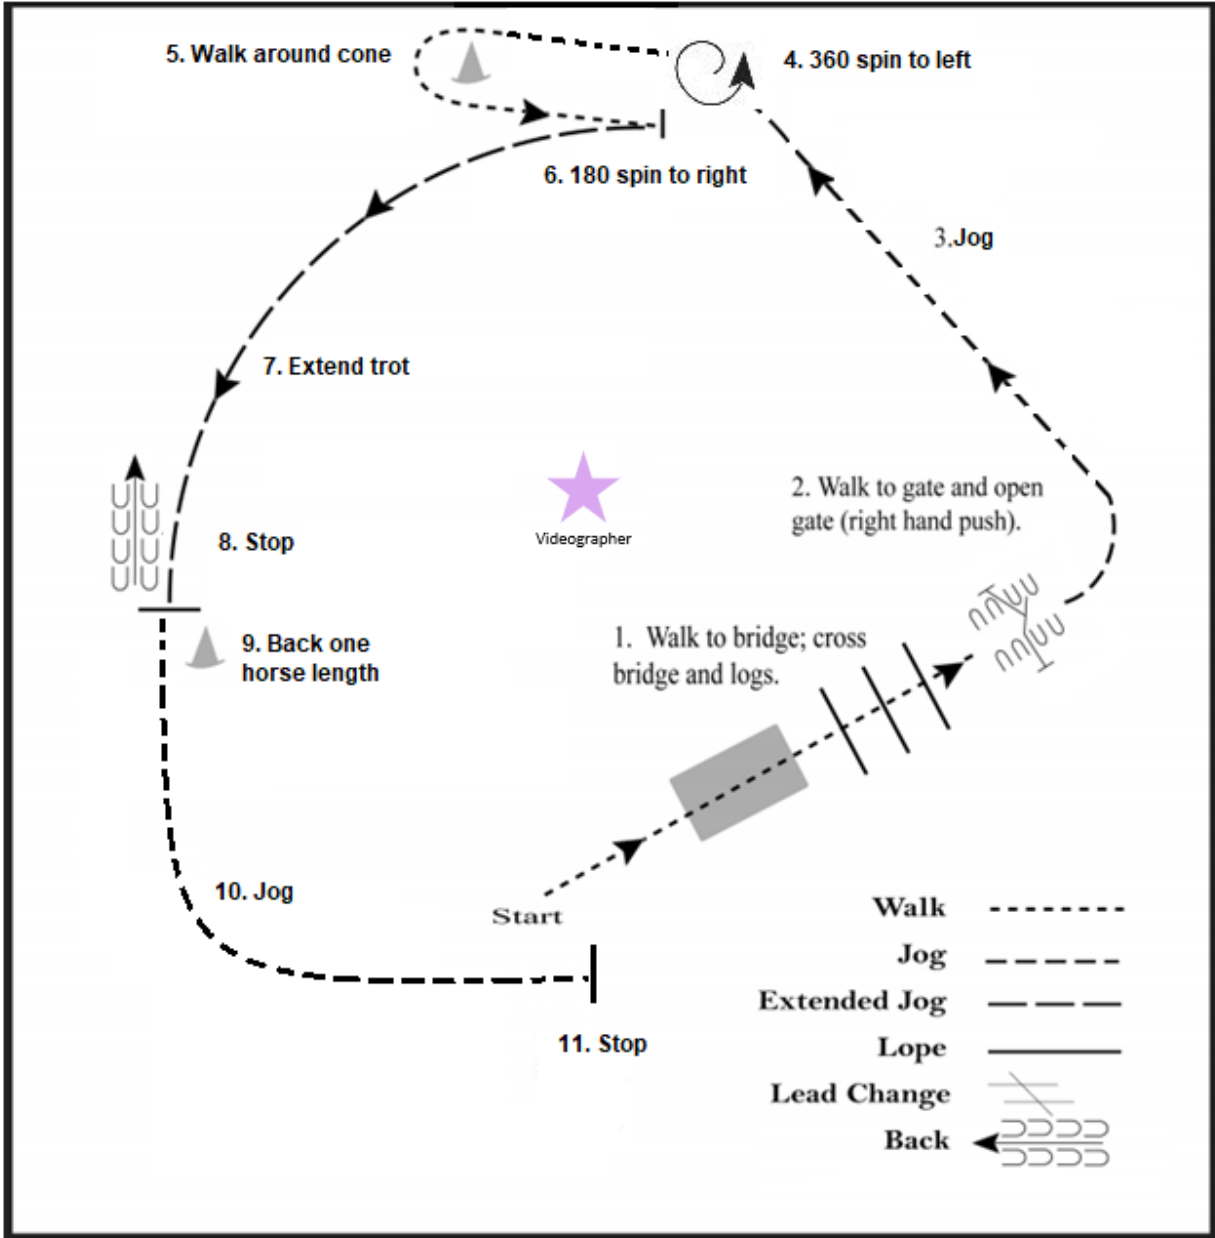 5. Walk around cone
4. 360 spin to left
6. 180 spin to right
3.Jog
7. Extend trot
2. Walk to gate and open
gate (right hand push).
8. Stop
Videographer
9. Back one
horse length
1. Walk to bridge; cross
bridge and logs.
10. Jog
Start
11. Stop
Walk
Jog
Extended Jog
Lope
Lead Change
Back